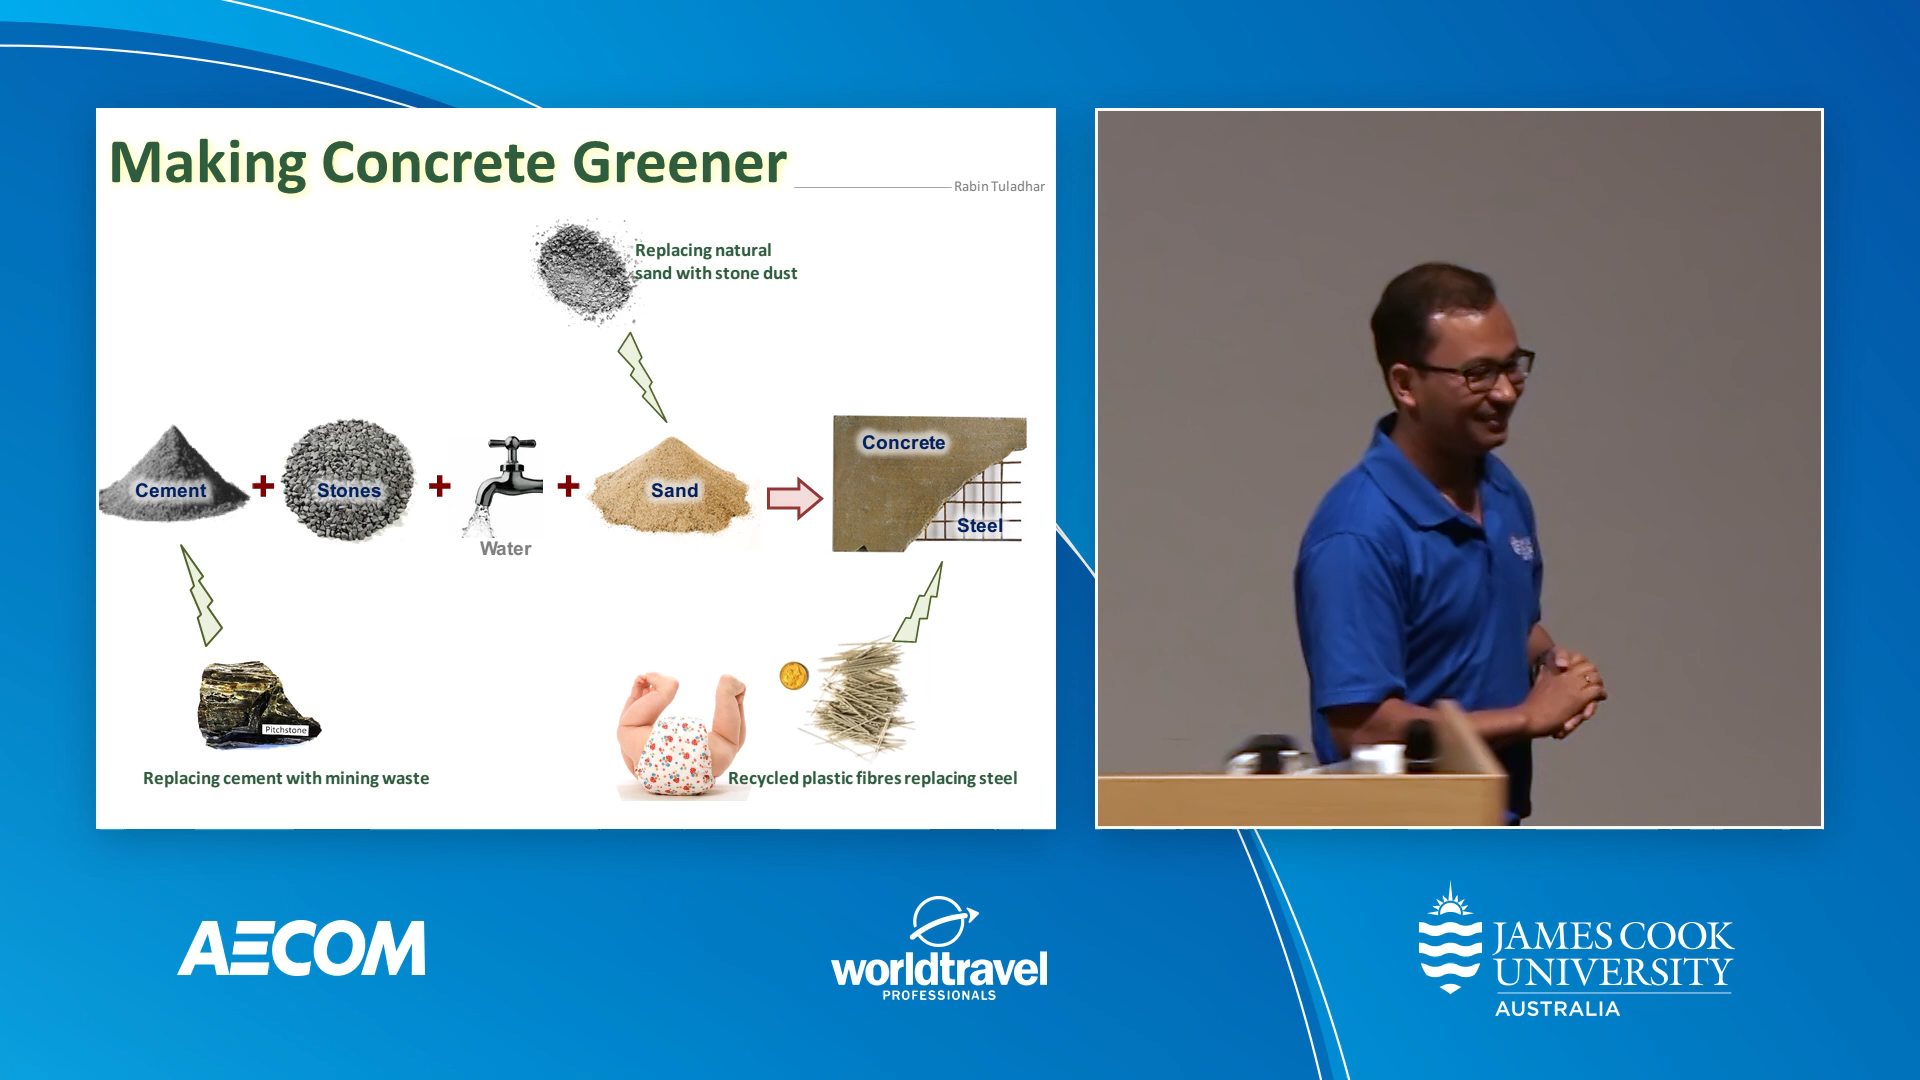 Making Concrete Greener
Rabin Tuladhar
Replacing natural
sand with stone dust
Concrete
Cement
Stones
Sand
Steel
Water
Pitchstone
Replacing cement with mining waste
Recycled plastic fibres replacing steel
AECOM
worldtravel
PROFESSIONALS
JAMES COOK
UNIVERSITY
AUSTRALIA